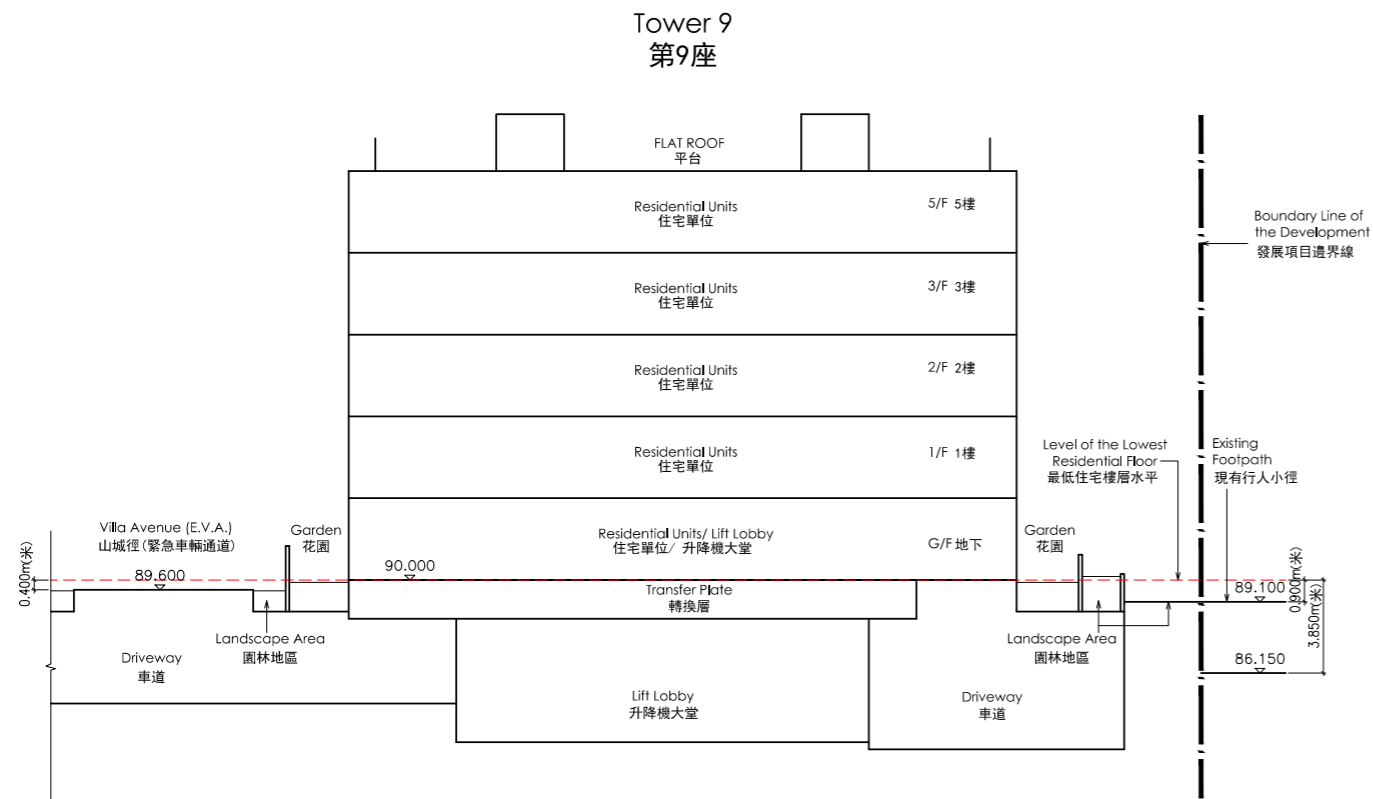 Tower 9
第9座
FLAT ROOF
平台
Residential Units
住宅單位
5/F 5樓
Residential Units
住宅單位
3/F 3樓
Residential Units
住宅單位
2/F 2樓
Residential Units
住宅單位
1/F 1樓
Residential Units/ Lift Lobby
住宅單位/ 升降機大堂
G/F 地下
Boundary Line of
the Development
發展項目邊界線
Level of the Lowest
Residential Floor
最低住宅樓層水平
Existing
Footpath
現有行人小徑
Villa Avenue (E.V.A.)
山城徑(緊急車輛通道)
Garden
花園
Garden
花園
0.400m(米)
89.600
90.000
Transfer Plate
轉換層
89.100
0.900m(米)
3.850m(米)
86.150
Landscape Area
園林地區
Landscape Area
園林地區
Driveway
車道
Lift Lobby
升降機大堂
Driveway
車道